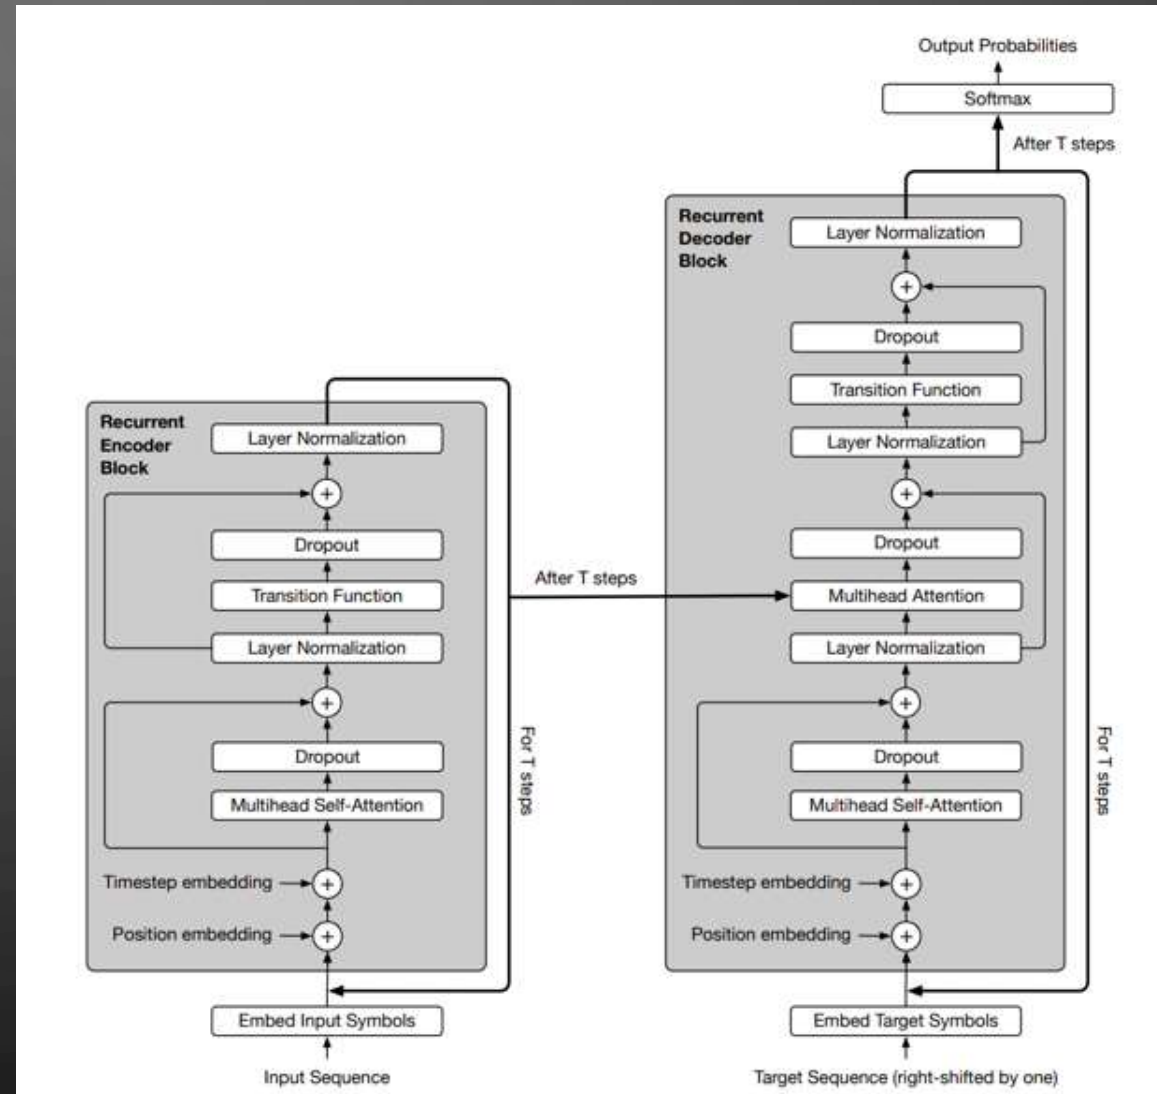 Output Probabilities
Softmax
After T steps
Recurrent
Decoder
Block
Layer Normalization
Dropout
Transition Function
Layer Normalization
Dropout
Multihead Attention
Layer Normalization
Dropout
Multihead Self-Attention
Timestep embedding
Position embedding
For T steps
Embed Target Symbols
Target Sequence (right-shifted by one)
After T steps
Recurrent
Encoder
Block
Layer Normalization
Dropout
Transition Function
Layer Normalization
Dropout
Multihead Self-Attention
Timestep embedding
Position embedding
For T steps
Embed Input Symbols
Input Sequence